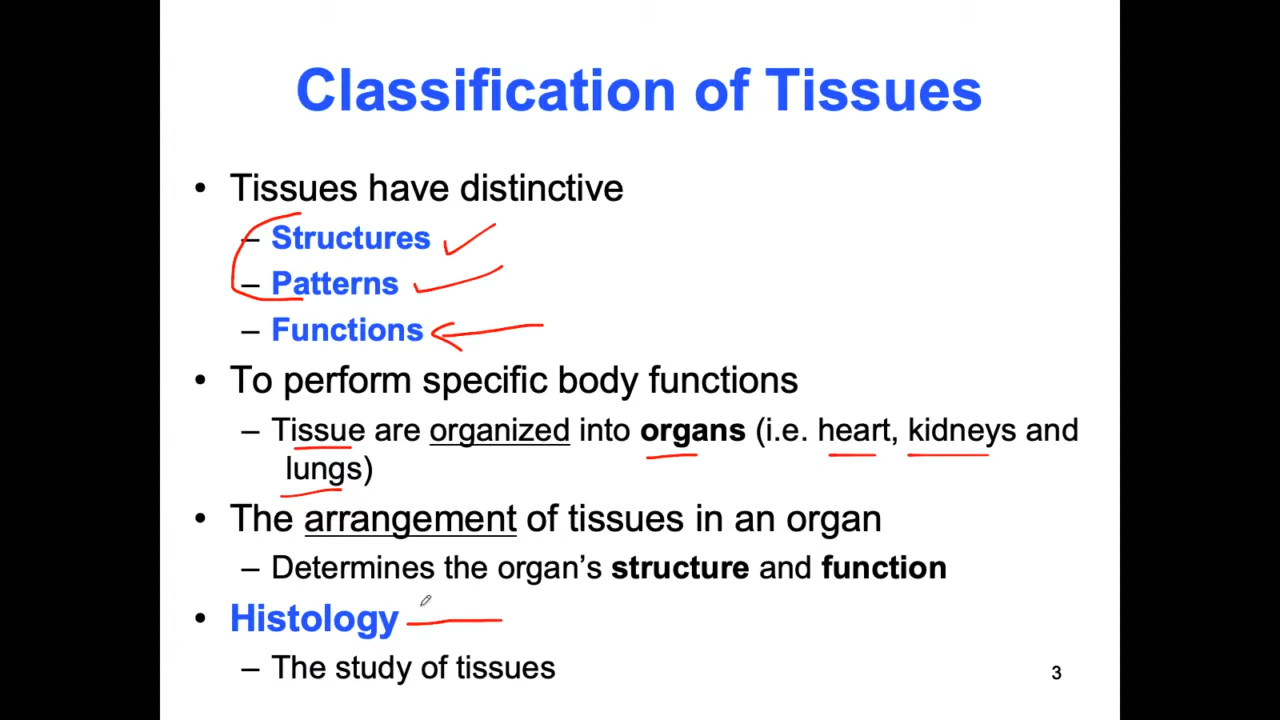 Classification of Tissues
• Tissues have distinctive
– Structures
– Patterns
– Functions
• To perform specific body functions
– Tissue are organized into organs (i.e. heart, kidneys and
lungs)
• The arrangement of tissues in an organ
– Determines the organ’s structure and function
• Histology
– The study of tissues
3